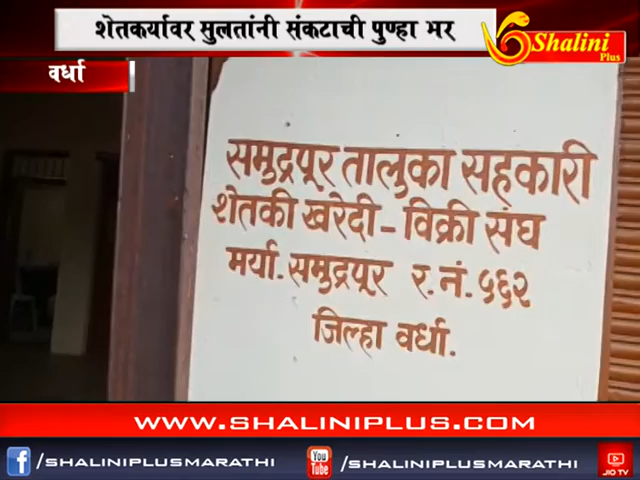 शेतकर्यावर सुलतांनी संकटाची पुण्हा भर
Shalini
Plus
वर्धा
समुद्रपूर तालुका सहकारी
शेतकी खरेदी - विक्री संघ
मर्या. समुद्रपूर र.नं. ५६२
जिल्हा वर्धा.
WWW.SHALINIPLUS.COM
/SHALINIPLUSMARATHI
You Tube
/SHALINIPLUSMARATHI
JIO TV